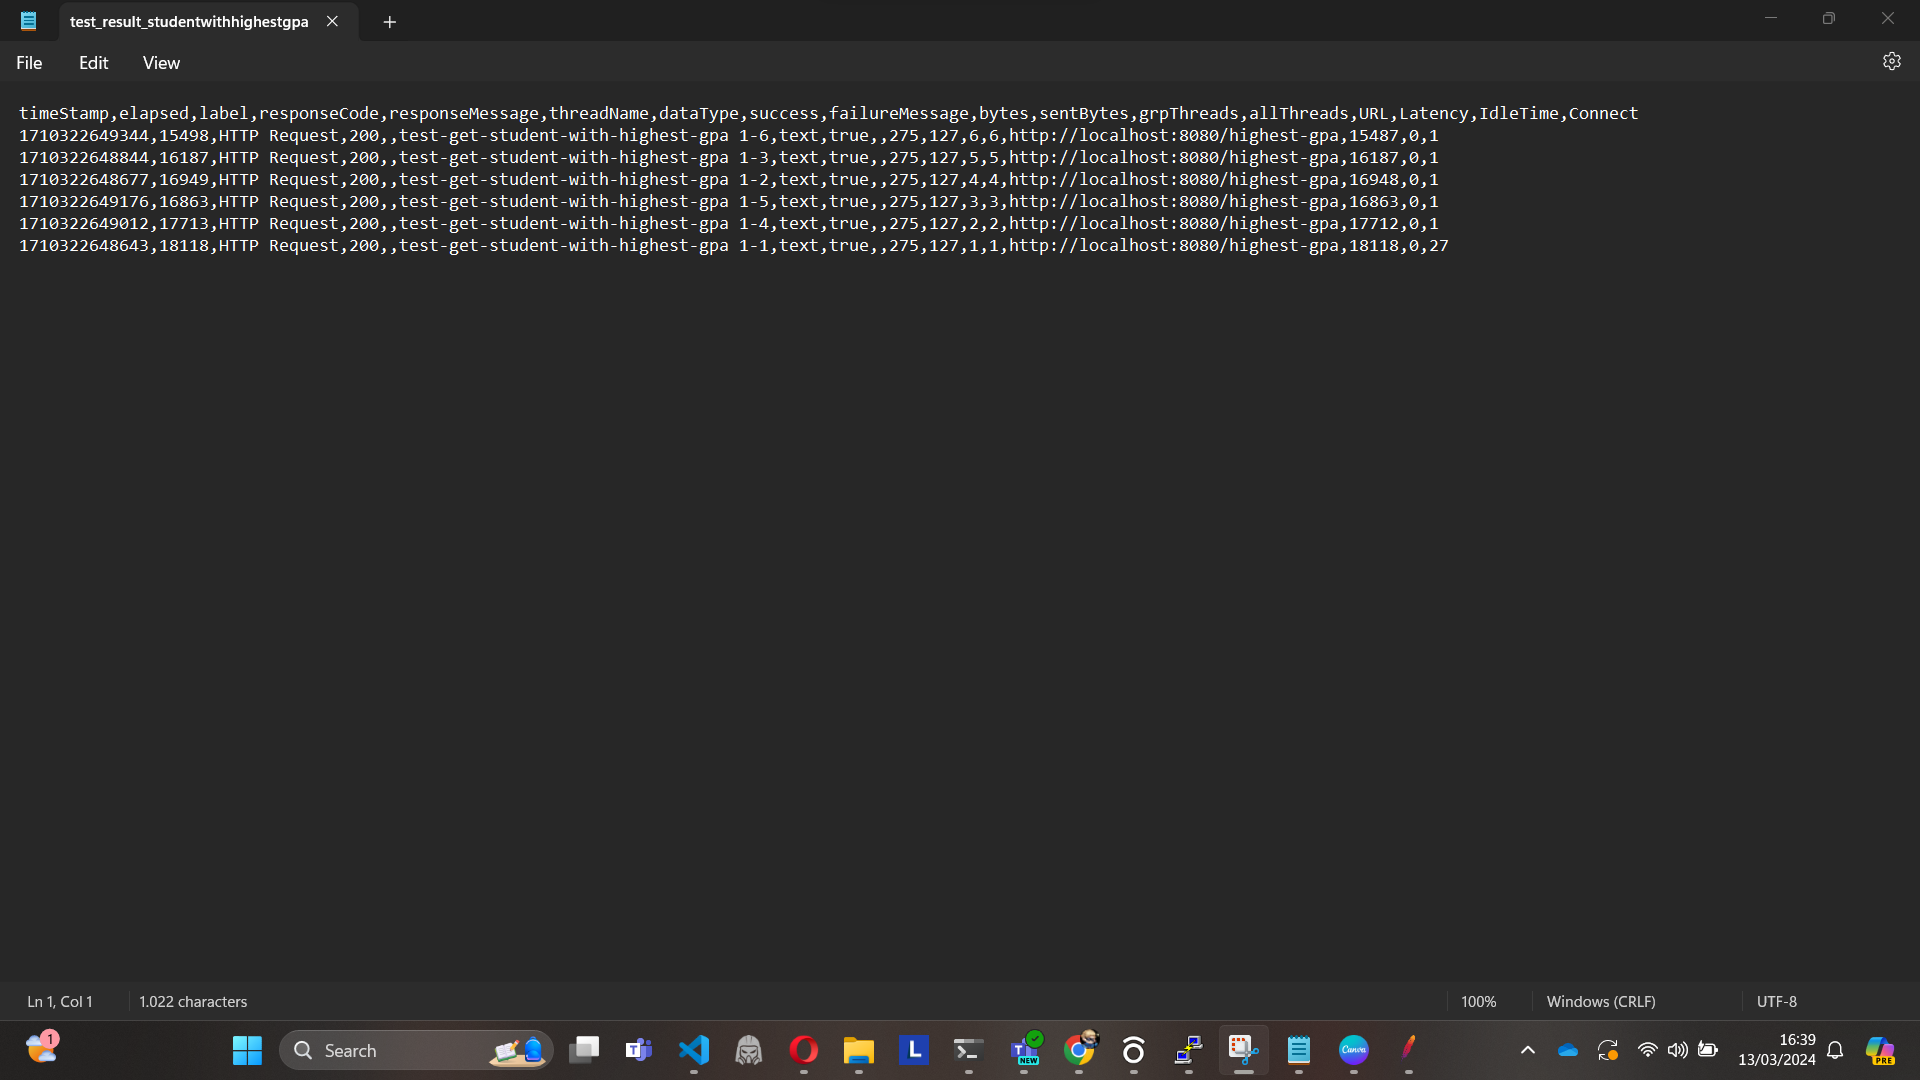 test_result_studentwithhighestgpa
File Edit View
timeStamp,elapsed,label,responseCode,responseMessage,threadName,dataType,success,failureMessage,bytes,sentBytes,grpThreads,allThreads,URL,Latency,IdleTime,Connect
1710322649344,15498,HTTP Request,200,,test-get-student-with-highest-gpa 1-6,text,true,,275,127,6,6,http://localhost:8080/highest-gpa,15487,0,1
1710322648844,16187,HTTP Request,200,,test-get-student-with-highest-gpa 1-3,text,true,,275,127,5,5,http://localhost:8080/highest-gpa,16187,0,1
1710322648677,16949,HTTP Request,200,,test-get-student-with-highest-gpa 1-2,text,true,,275,127,4,4,http://localhost:8080/highest-gpa,16948,0,1
1710322649176,16863,HTTP Request,200,,test-get-student-with-highest-gpa 1-5,text,true,,275,127,3,3,http://localhost:8080/highest-gpa,16863,0,1
1710322649012,17713,HTTP Request,200,,test-get-student-with-highest-gpa 1-4,text,true,,275,127,2,2,http://localhost:8080/highest-gpa,17712,0,1
1710322648643,18118,HTTP Request,200,,test-get-student-with-highest-gpa 1-1,text,true,,275,127,1,1,http://localhost:8080/highest-gpa,18118,0,27
Ln 1, Col 1 1.022 characters 100% Windows (CRLF) UTF-8
1 Search L NEW Canva 16:39 PRE
13/03/2024